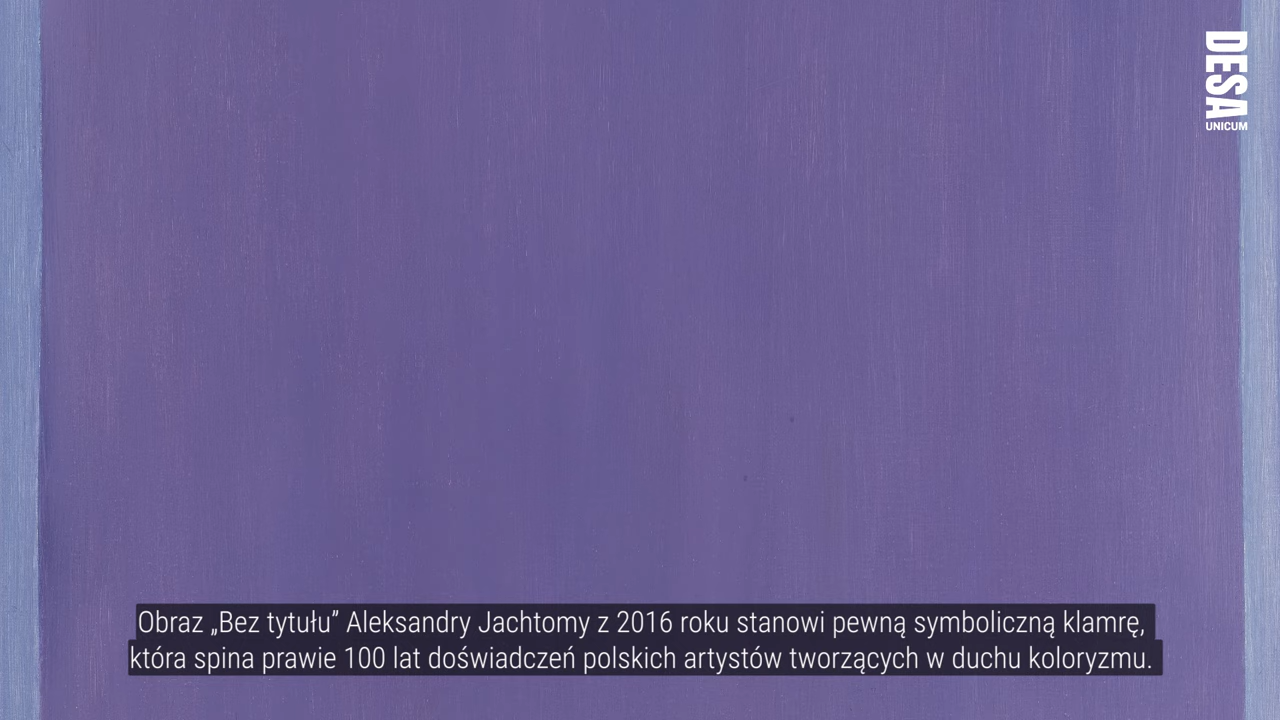 DESA
UNICUM
Obraz „Bez tytułu” Aleksandry Jachtomy z 2016 roku stanowi pewną symboliczną klamrę,
która spina prawie 100 lat doświadczeń polskich artystów tworzących w duchu koloryzmu.